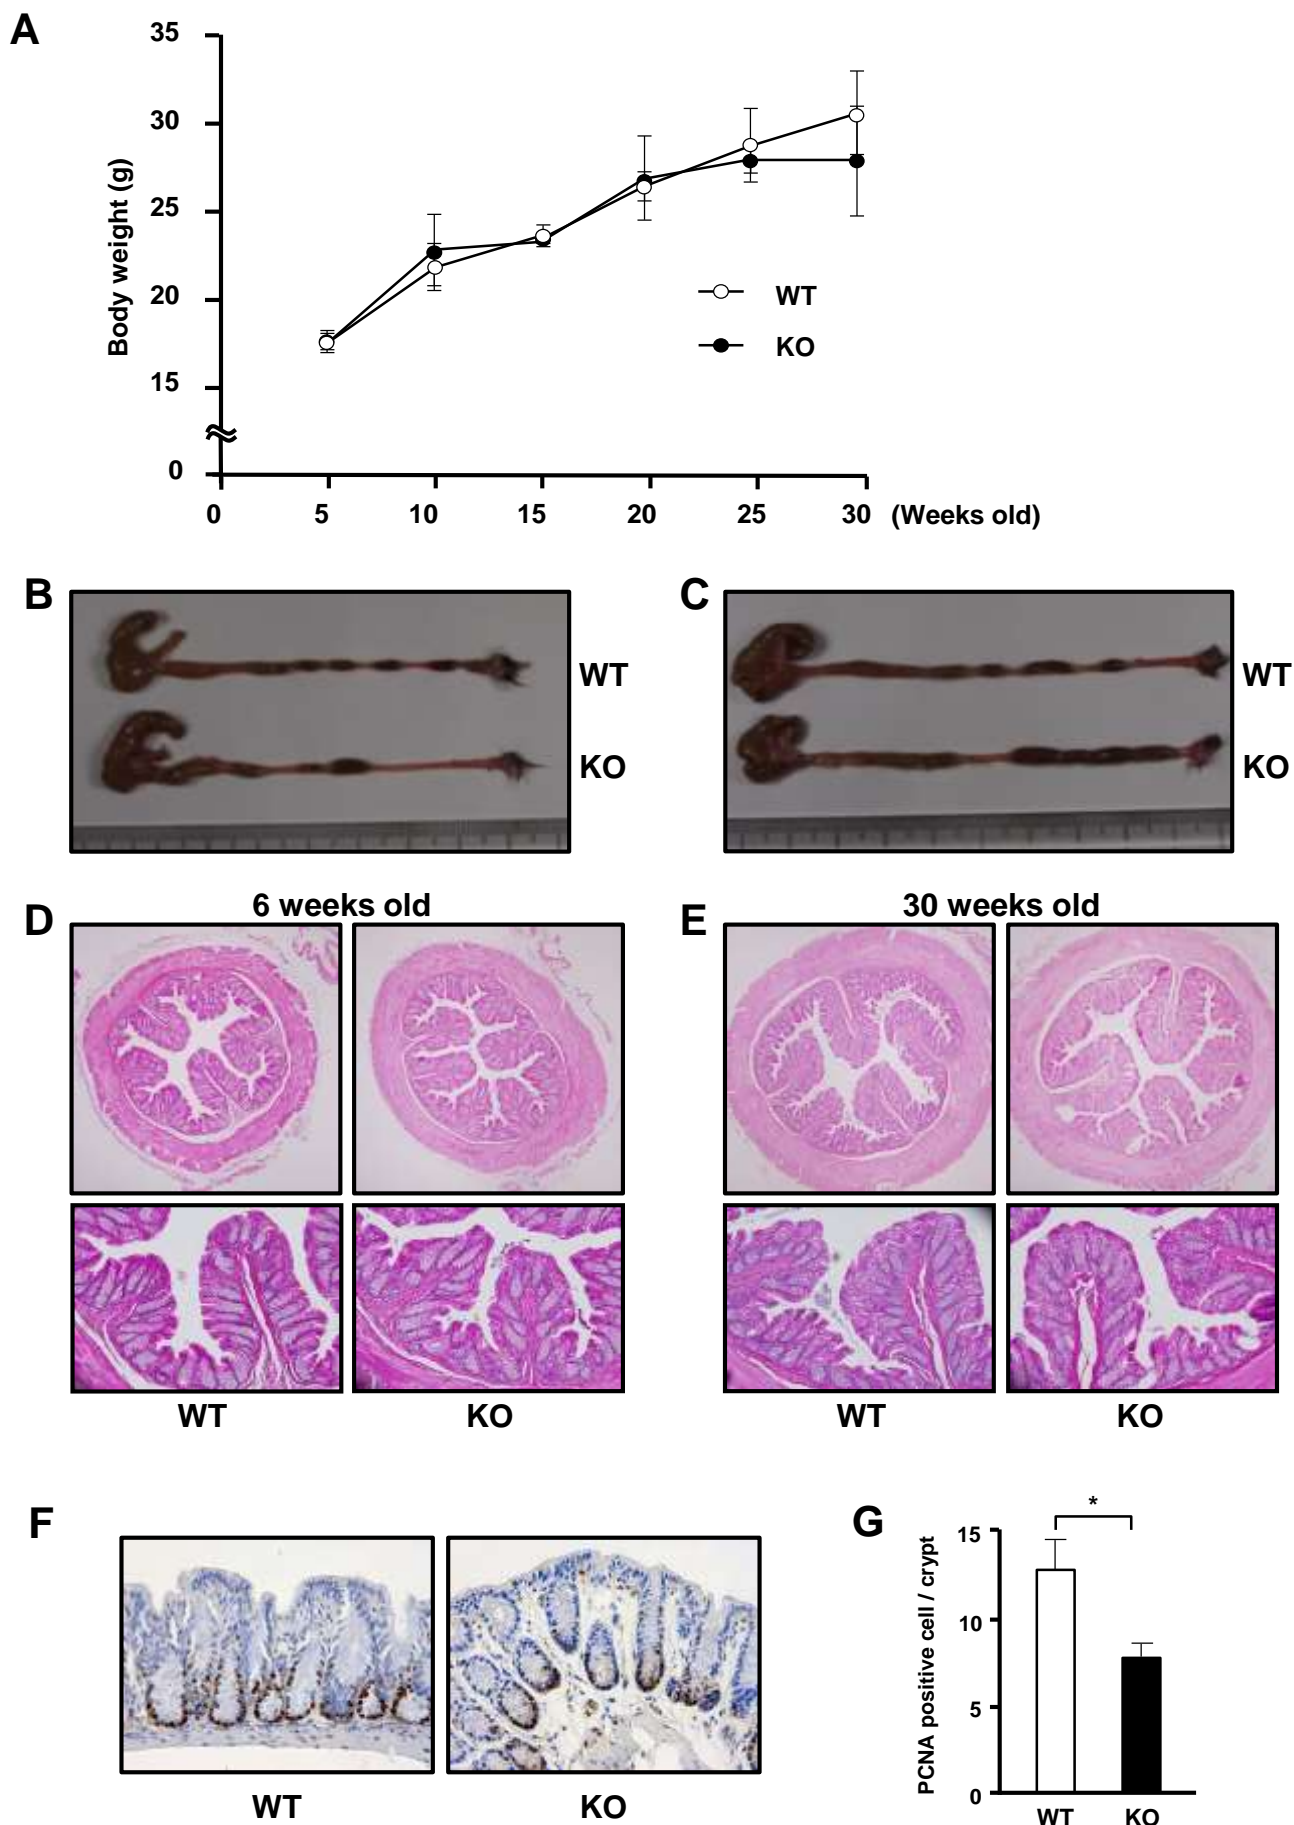 A
35
30
25
20
15
0
Body weight (g)
WT
KO
0 5 10 15 20 25 30 (Weeks old)
B
WT
KO
C
WT
KO
D
6 weeks old
E
30 weeks old
WT KO
WT KO
F
WT KO
G
*
15
10
5
0
PCNA positive cell / crypt
WT KO